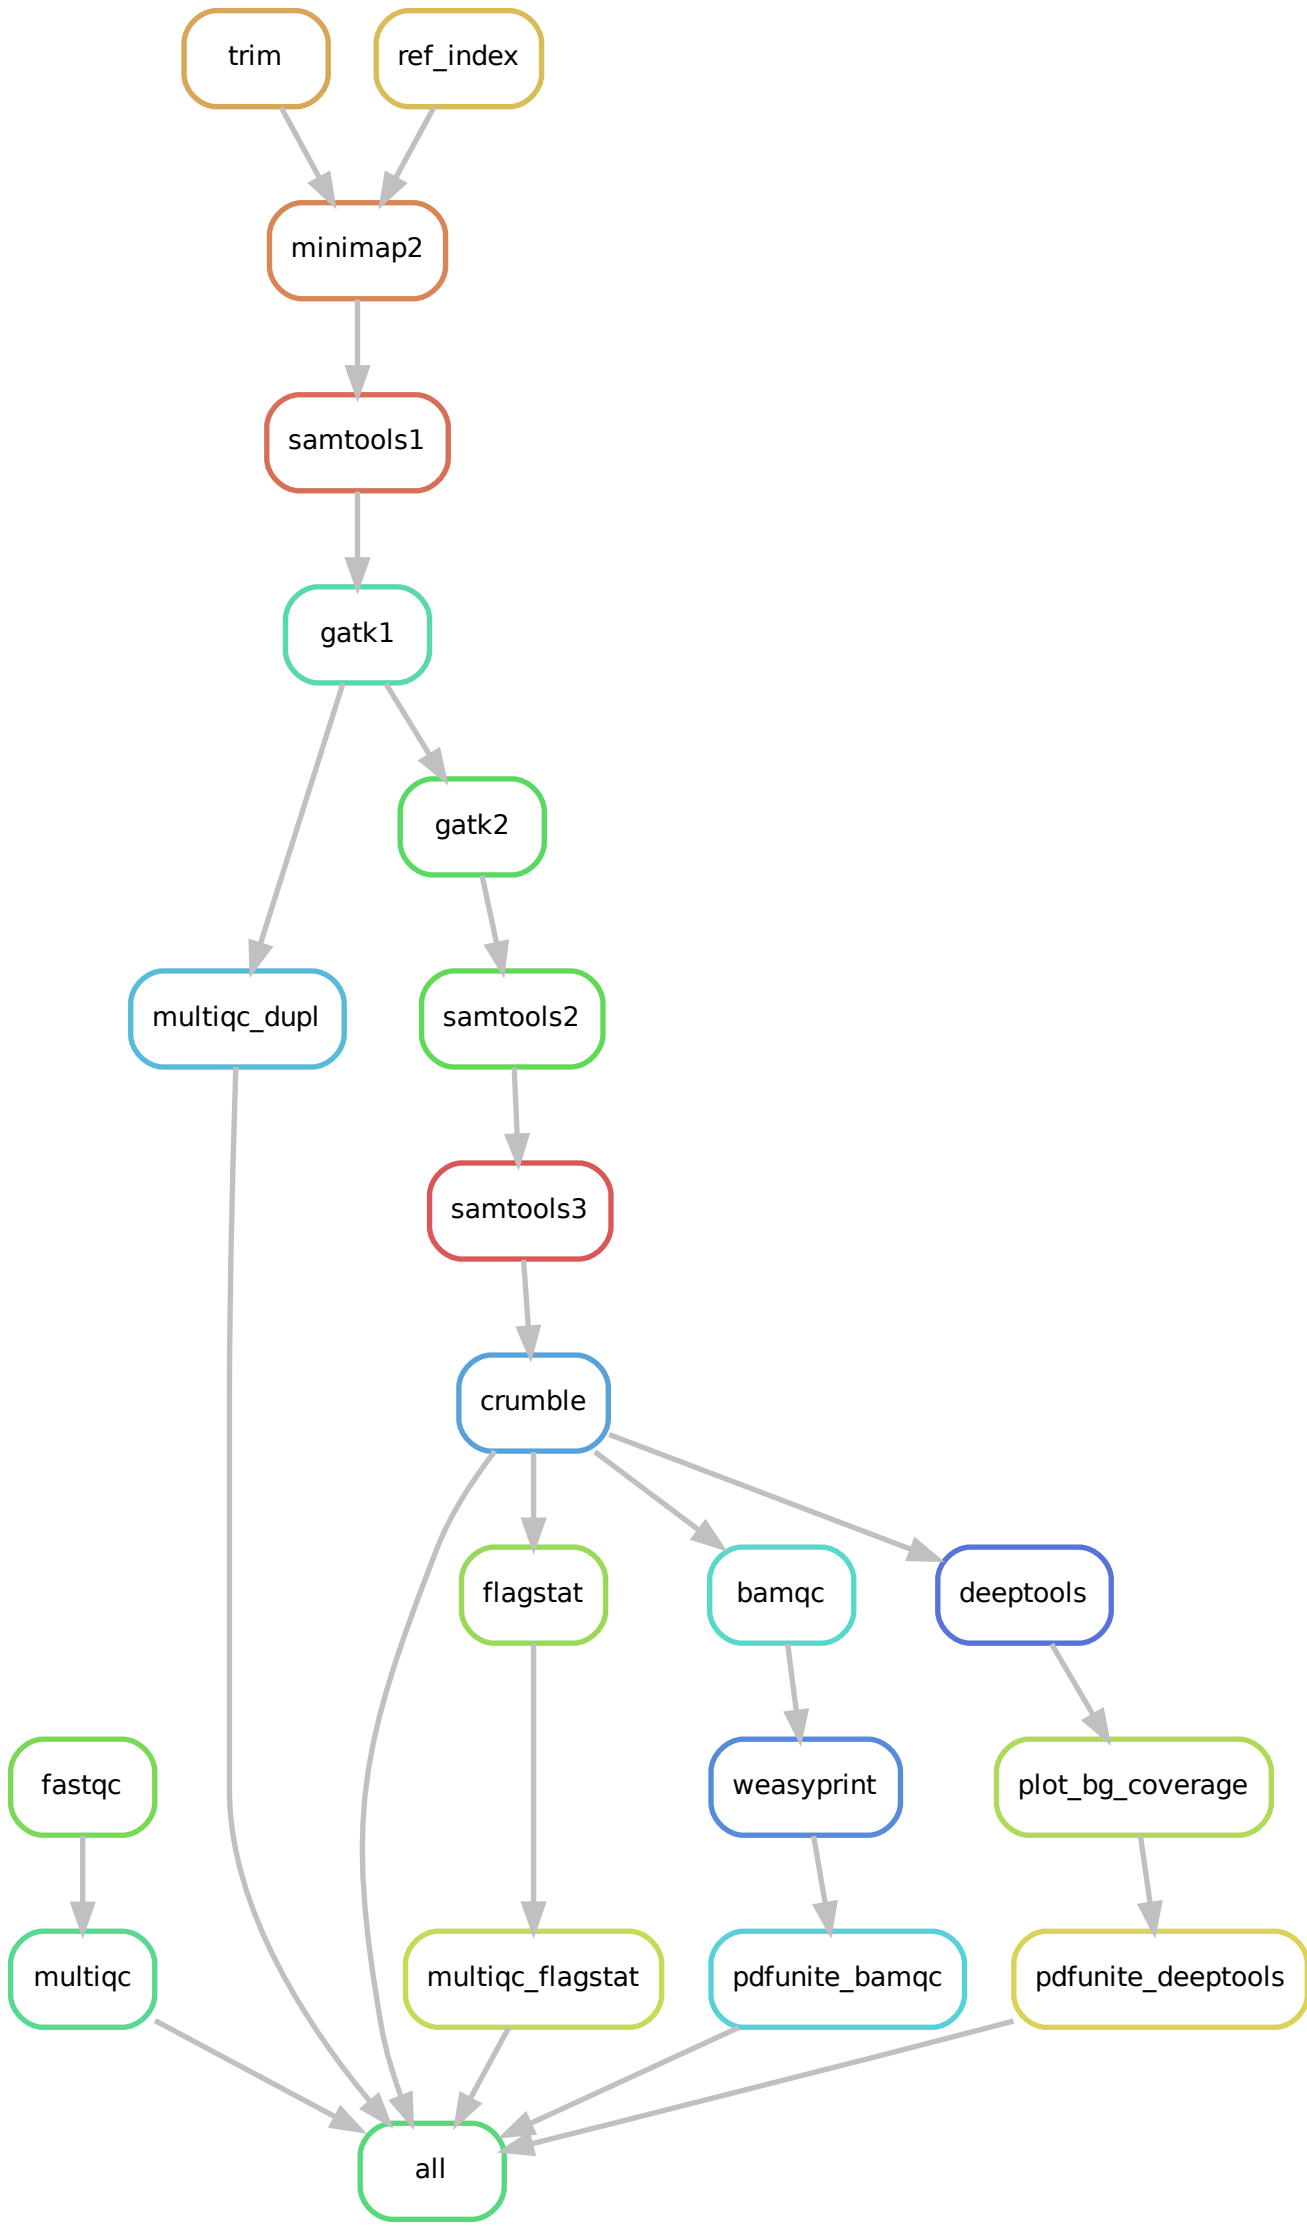 trim
ref_index
minimap2
samtools1
gatk1
gatk2
multiqc_dupl
samtools2
samtools3
crumble
flagstat
bamqc
deeptools
fastqc
weasyprint
plot_bg_coverage
multiqc
multiqc_flagstat
pdfunite_bamqc
pdfunite_deeptools
all